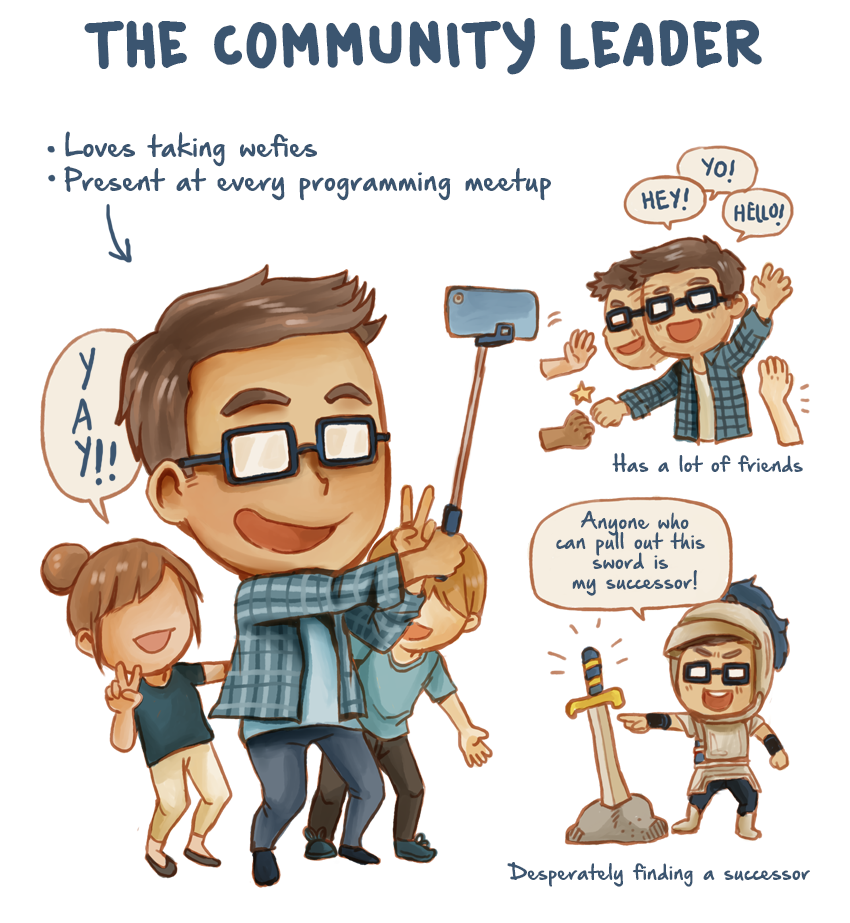 THE COMMUNITY LEADER
• Loves taking wefies
• Present at every programming meetup
YO!
HEY!
HELLO!
Y
A
Y!!
Has a lot of friends
Anyone who
can pull out this
sword is
my successor!
Desperately finding a successor